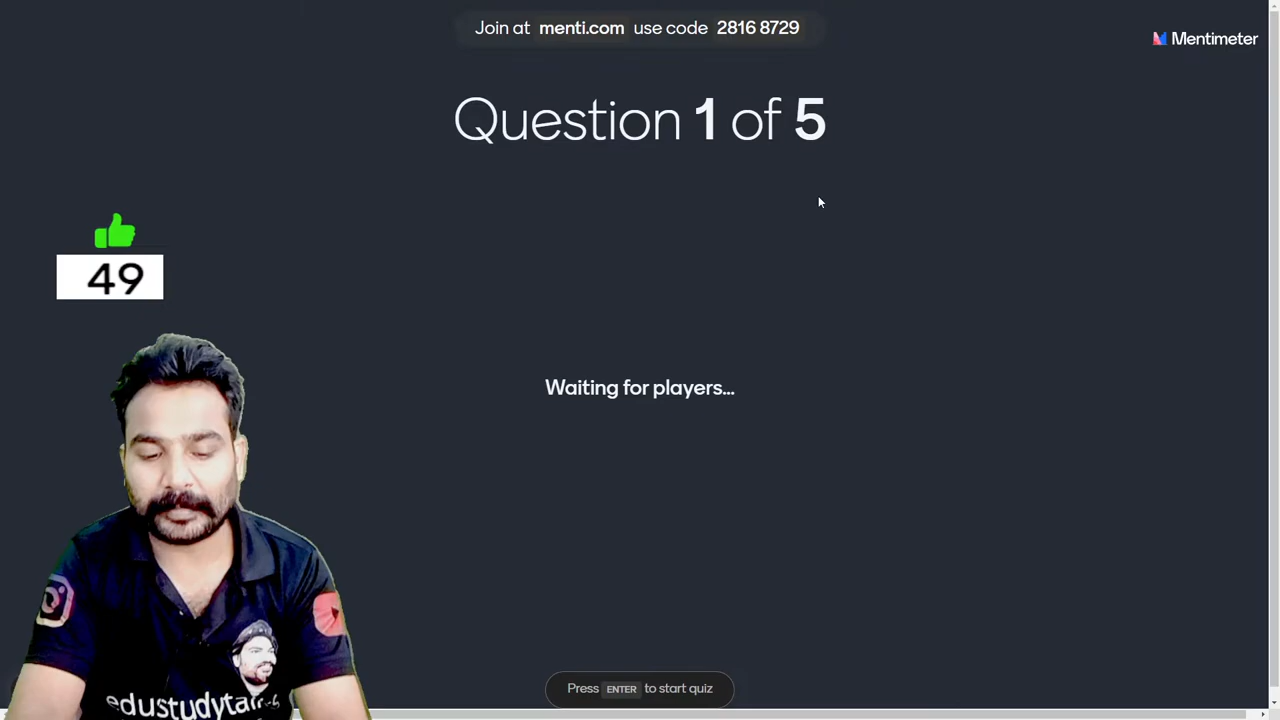 Join at menti.com use code 2816 8729
Mentimeter
Question 1 of 5
49
Waiting for players...
Press ENTER to start quiz